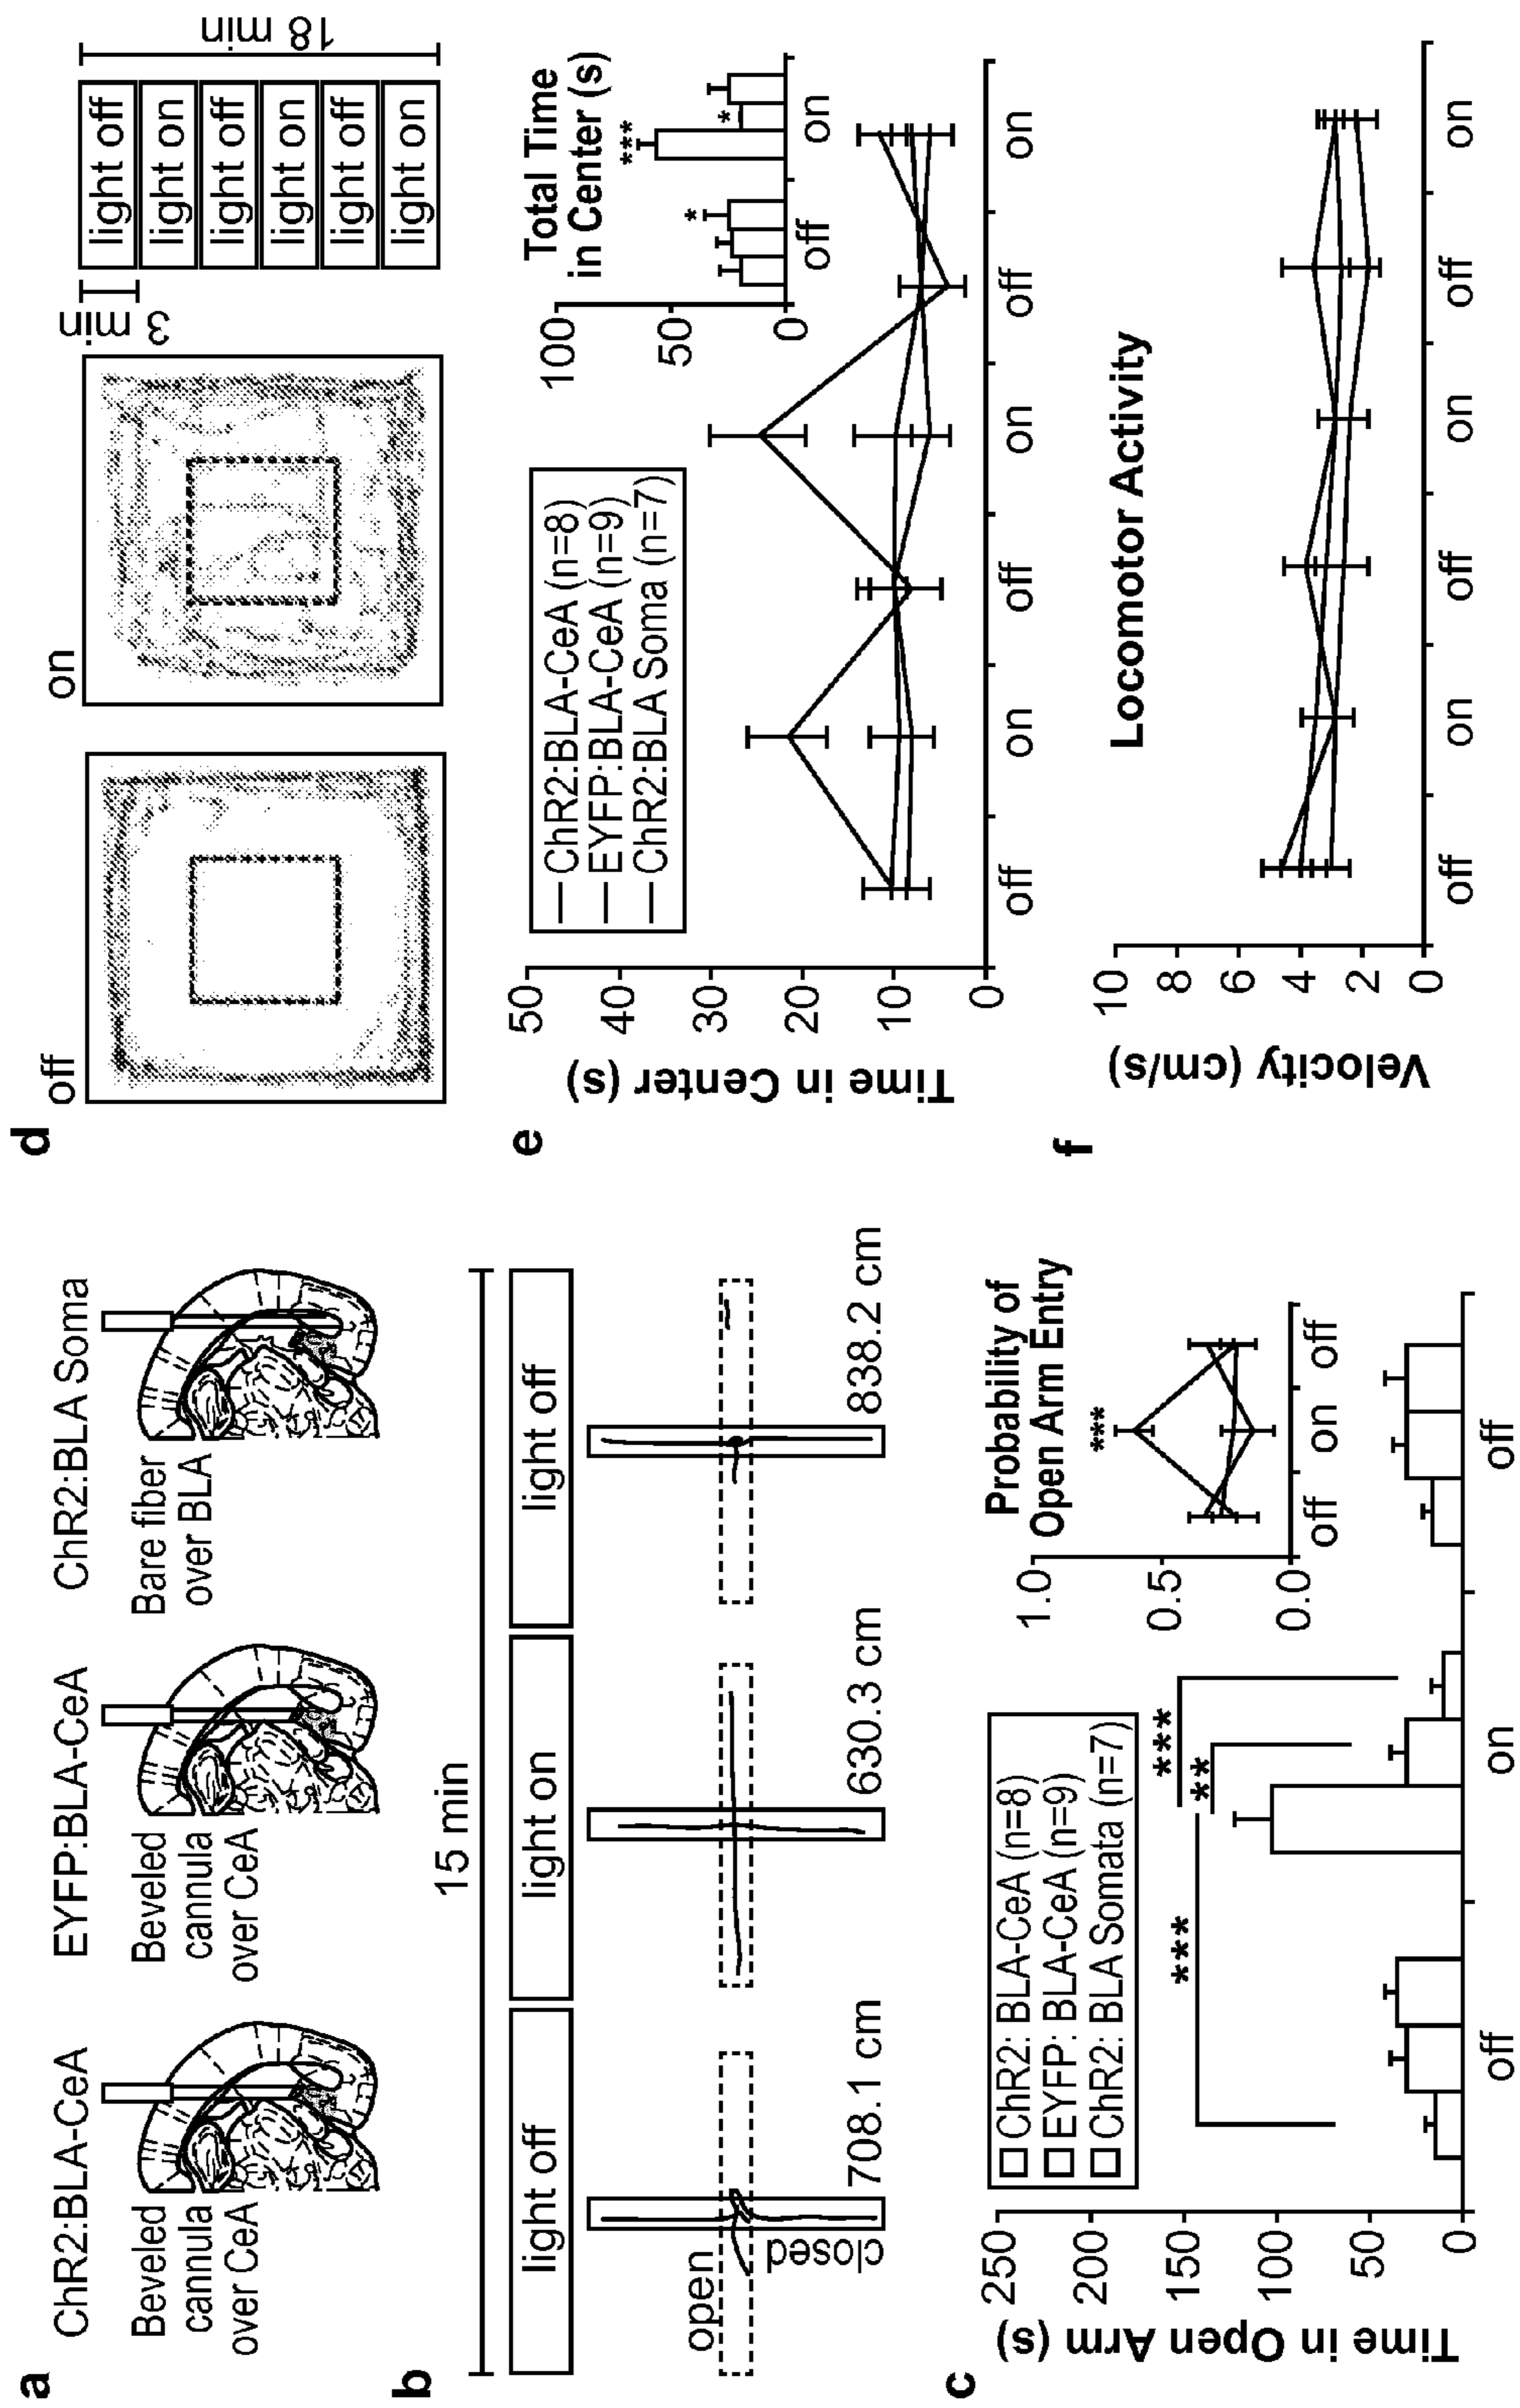 a
ChR2:BLA-CeA
Beveled
cannula
over CeA
EYFP:BLA-CeA
Beveled
cannula
over CeA
ChR2:BLA Soma
Bare fiber
over BLA
b
15 min
light off
light on
light off
open
closed
708.1 cm
630.3 cm
838.2 cm
c
Time in Open Arm (s)
250
200
150
100
50
0
ChR2: BLA-CeA (n=8)
EYFP: BLA-CeA (n=9)
ChR2: BLA Somata (n=7)
***
***
**
off
on
off
Probability of
Open Arm Entry
1.0
0.5
0.0
***
off
on
off
d
off
on
3 min
light off
light on
light off
light on
light off
light on
18 min
e
Time in Center (s)
50
40
30
20
10
0
ChR2:BLA-CeA (n=8)
EYFP:BLA-CeA (n=9)
ChR2:BLA Soma (n=7)
off
on
off
on
off
on
Total Time
in Center (s)
100
50
0
*
***
*
off
on
f
Locomotor Activity
Velocity (cm/s)
10
8
6
4
2
0
off
on
off
on
off
on